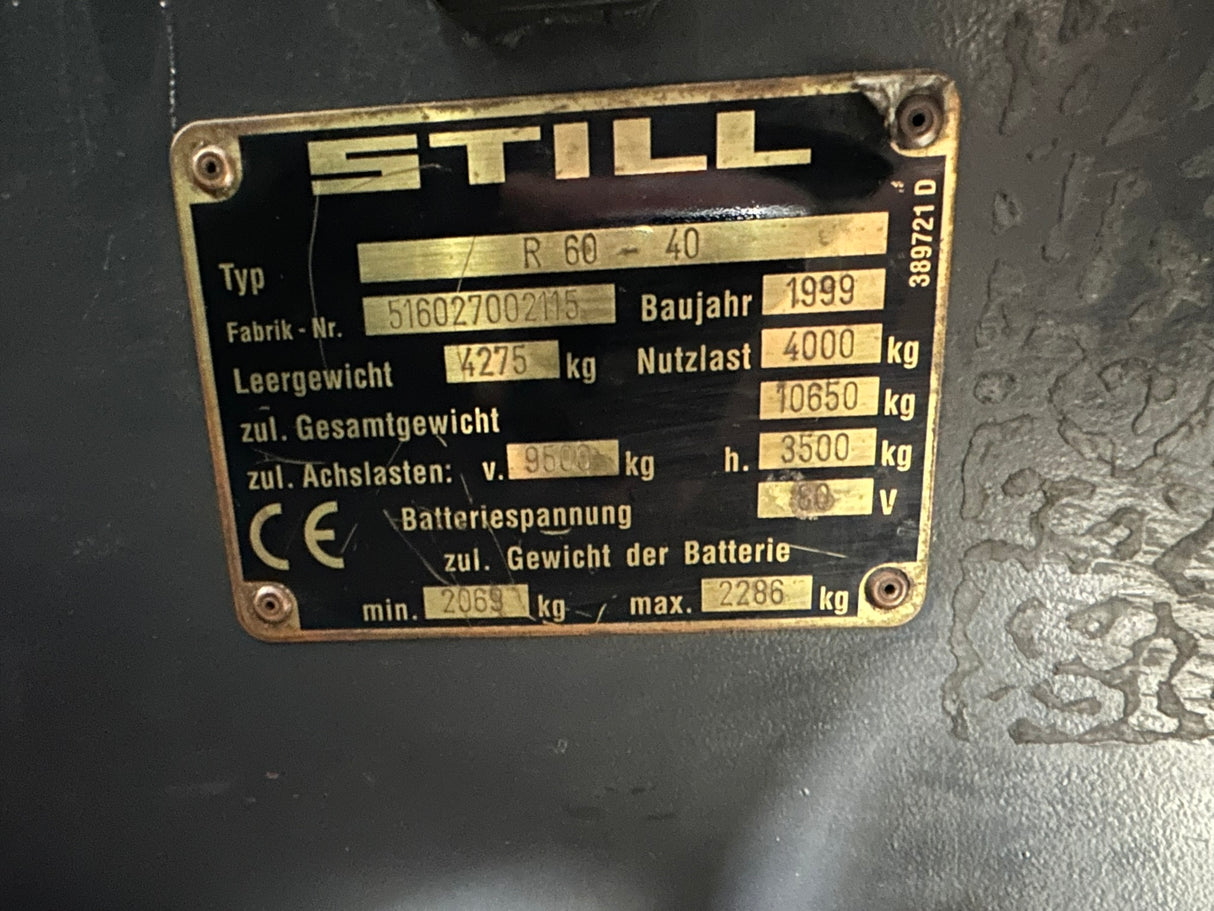 STILL
389721 D
Typ R 60 - 40
Fabrik - Nr. 516027002115 Baujahr 1999
Leergewicht 4275 kg Nutzlast 4000 kg
zul. Gesamtgewicht 10650 kg
zul. Achslasten: v. kg h. 3500 kg
CE Batteriespannung 80 V
zul. Gewicht der Batterie
min. 2069 kg max. 2286 kg